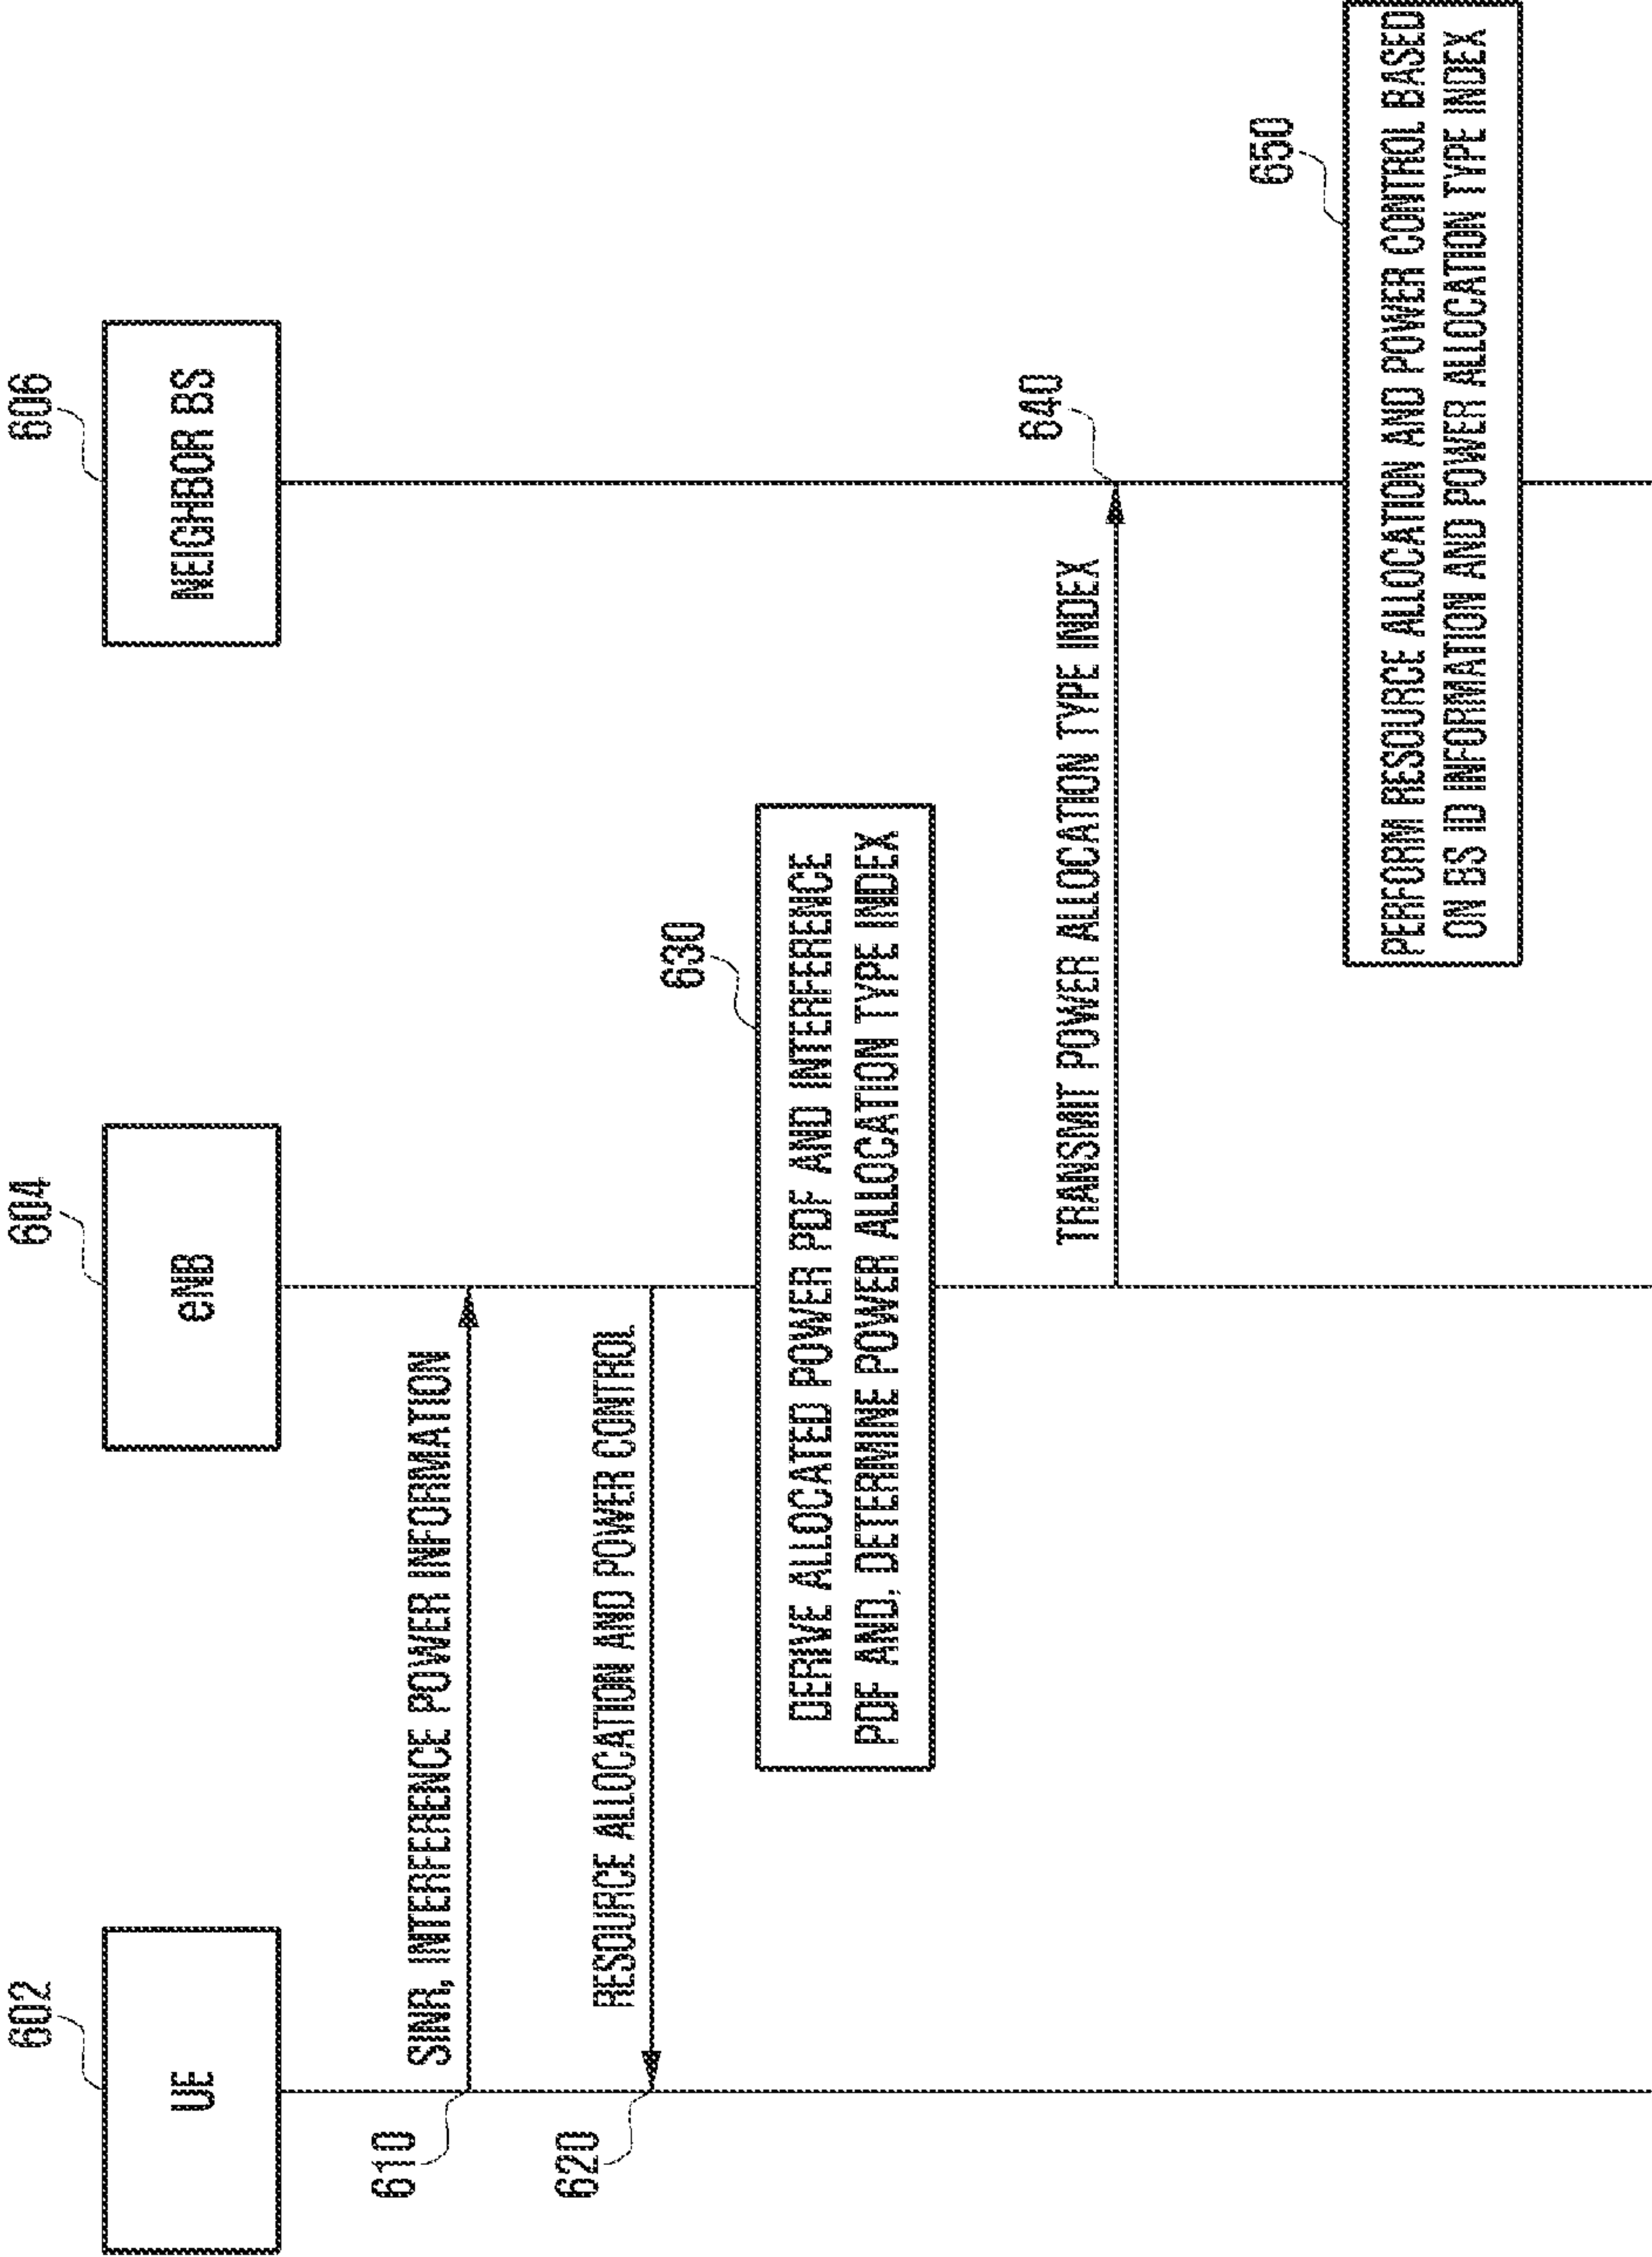 602
604
606
UE
eNB
NEIGHBOR BS
610
SINR, INTERFERENCE POWER INFORMATION
620
RESOURCE ALLOCATION AND POWER CONTROL
630
DERIVE ALLOCATED POWER PDF AND INTERFERENCE
PDF AND, DETERMINE POWER ALLOCATION TYPE INDEX
640
TRANSMIT POWER ALLOCATION TYPE INDEX
650
PERFORM RESOURCE ALLOCATION AND POWER CONTROL BASED
ON BS ID INFORMATION AND POWER ALLOCATION TYPE INDEX